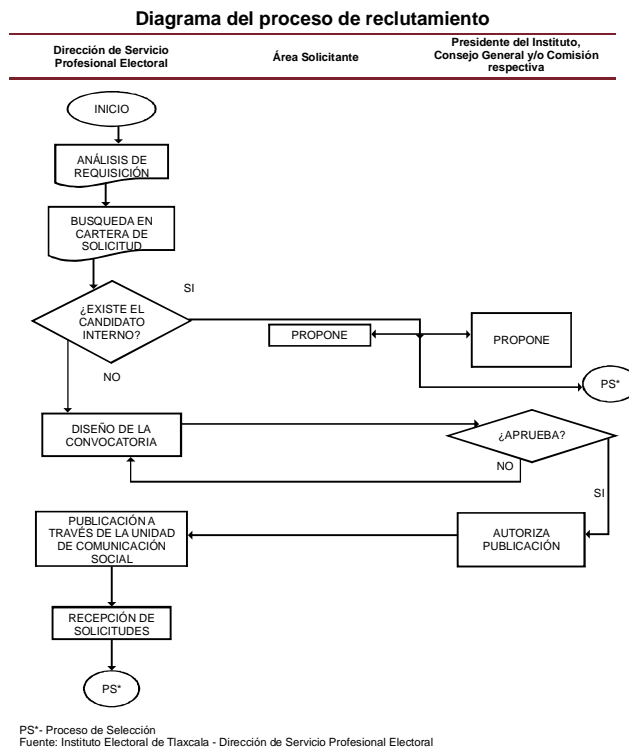 Diagrama del proceso de reclutamiento
Dirección de Servicio
Profesional Electoral
Área Solicitante
Presidente del Instituto,
Consejo General y/o Comisión
respectiva
INICIO
ANÁLISIS DE
REQUISICIÓN
BUSQUEDA EN
CARTERA DE
SOLICITUD
¿EXISTE EL
CANDIDATO
INTERNO?
SI
PROPONE
PROPONE
NO
PS*
DISEÑO DE LA
CONVOCATORIA
¿APRUEBA?
NO
SI
PUBLICACIÓN A
TRAVÉS DE LA UNIDAD
DE COMUNICACIÓN
SOCIAL
AUTORIZA
PUBLICACIÓN
RECEPCIÓN DE
SOLICITUDES
PS*
PS*- Proceso de Selección
Fuente: Instituto Electoral de Tlaxcala - Dirección de Servicio Profesional Electoral